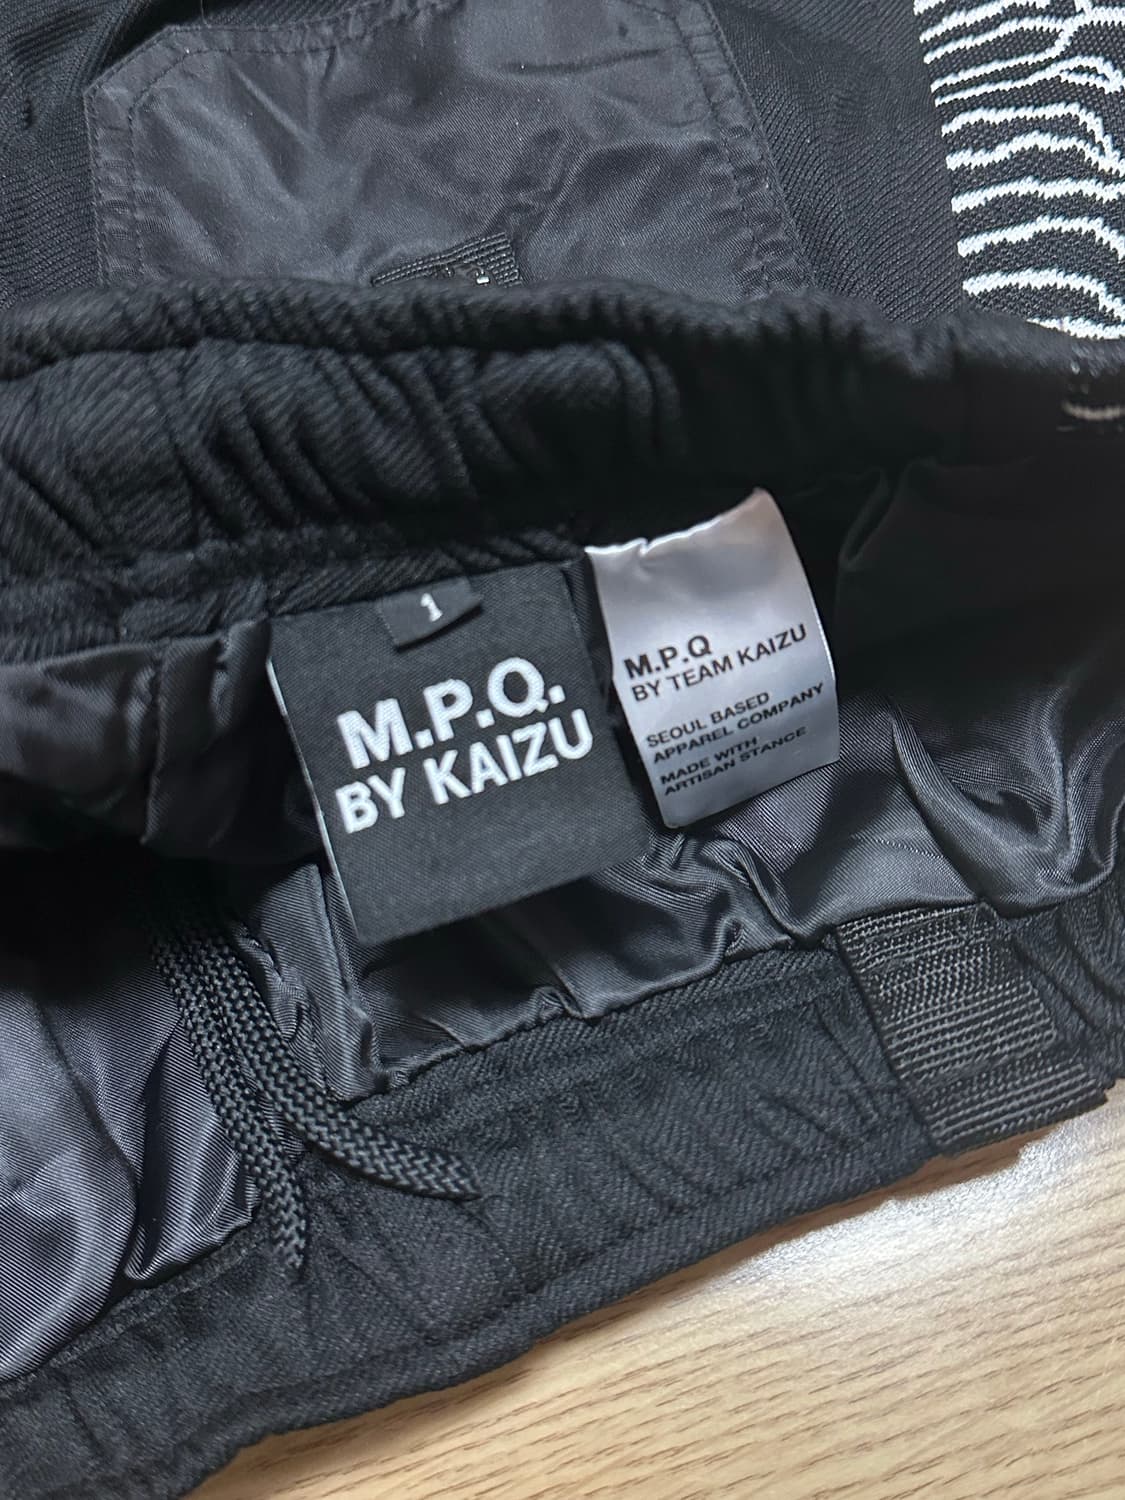 1
M.P.Q.
BY KAIZU
M.P.Q
BY TEAM KAIZU
SEOUL BASED
APPAREL COMPANY
MADE WITH
ARTISAN STANCE